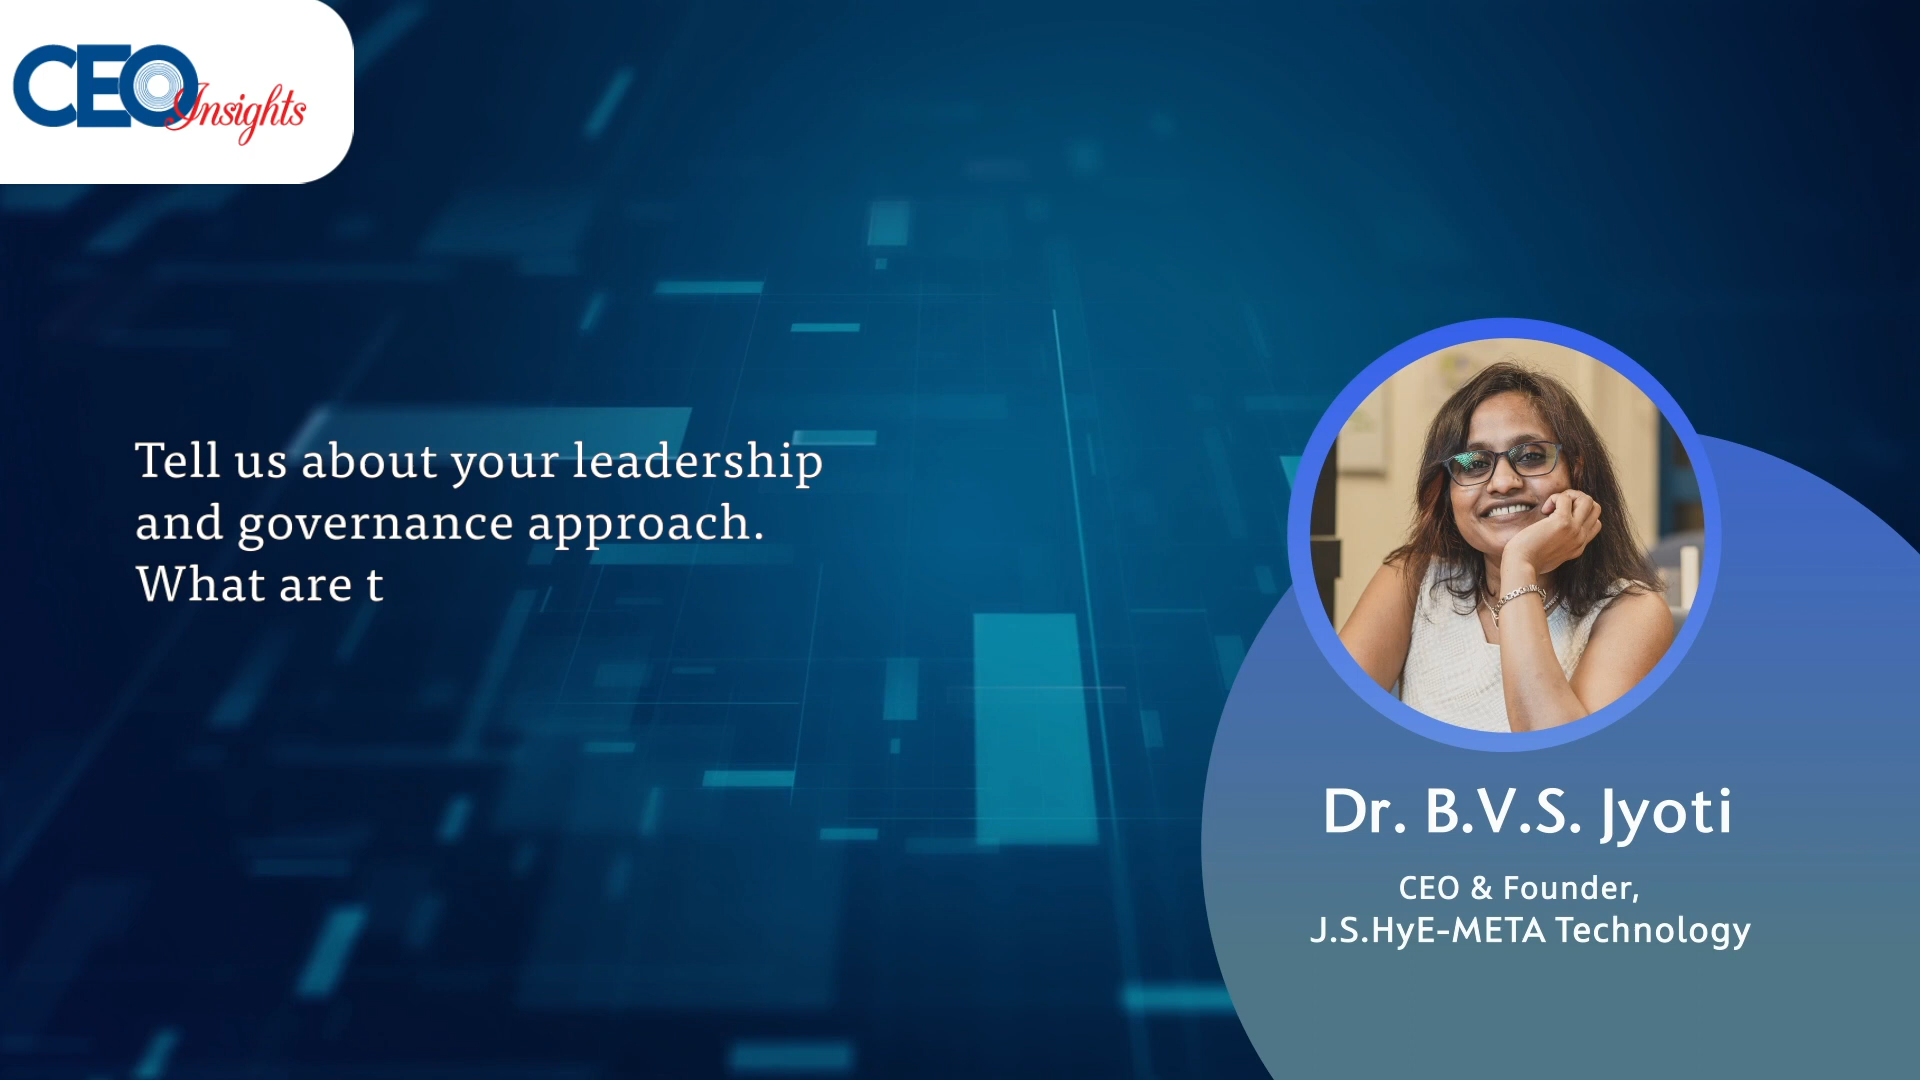 CEO Insights
Tell us about your leadership
and governance approach.
What are t
Dr. B.V.S. Jyoti
CEO & Founder,
J.S.HyE-META Technology